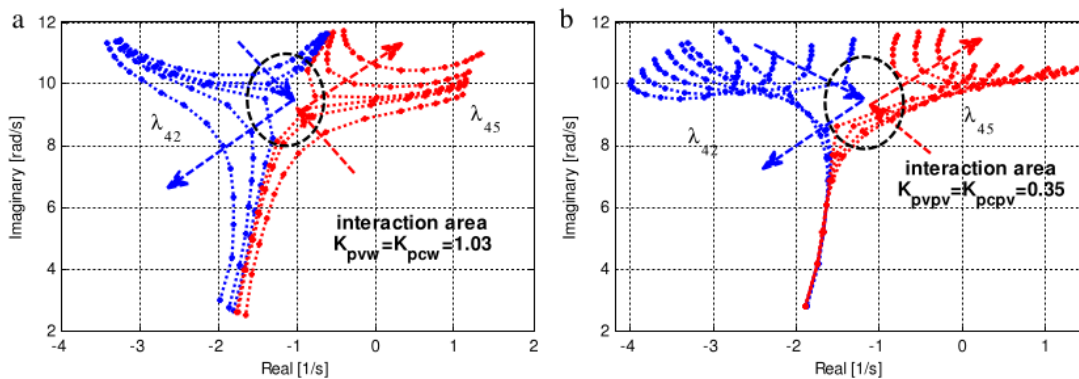 a
12
10
8
6
4
2
Imaginary [rad/s]
λ42
λ45
interaction area
Kpvw=Kpcw=1.03
-4 -3 -2 -1 0 1 2
Real [1/s]
b
12
10
8
6
4
2
Imaginary [rad/s]
λ42
λ45
interaction area
Kpvpv=Kpcpv=0.35
-4 -3 -2 -1 0 1
Real [1/s]